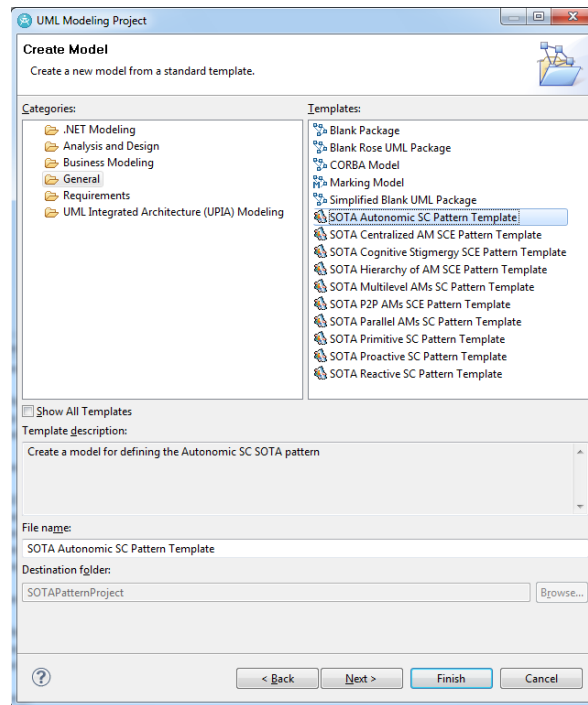 UML Modeling Project
Create Model
Create a new model from a standard template.
Categories:
.NET Modeling
Analysis and Design
Business Modeling
General
Requirements
UML Integrated Architecture (UPIA) Modeling
Templates:
Blank Package
Blank Rose UML Package
CORBA Model
Marking Model
Simplified Blank UML Package
SOTA Autonomic SC Pattern Template
SOTA Centralized AM SCE Pattern Template
SOTA Cognitive Stigmergy SCE Pattern Template
SOTA Hierarchy of AM SCE Pattern Template
SOTA Multilevel AMs SC Pattern Template
SOTA P2P AMs SCE Pattern Template
SOTA Parallel AMs SC Pattern Template
SOTA Primitive SC Pattern Template
SOTA Proactive SC Pattern Template
SOTA Reactive SC Pattern Template
Show All Templates
Template description:
Create a model for defining the Autonomic SC SOTA pattern
File name:
SOTA Autonomic SC Pattern Template
Destination folder:
SOTAPatternProject
Browse...
?
< Back
Next >
Finish
Cancel